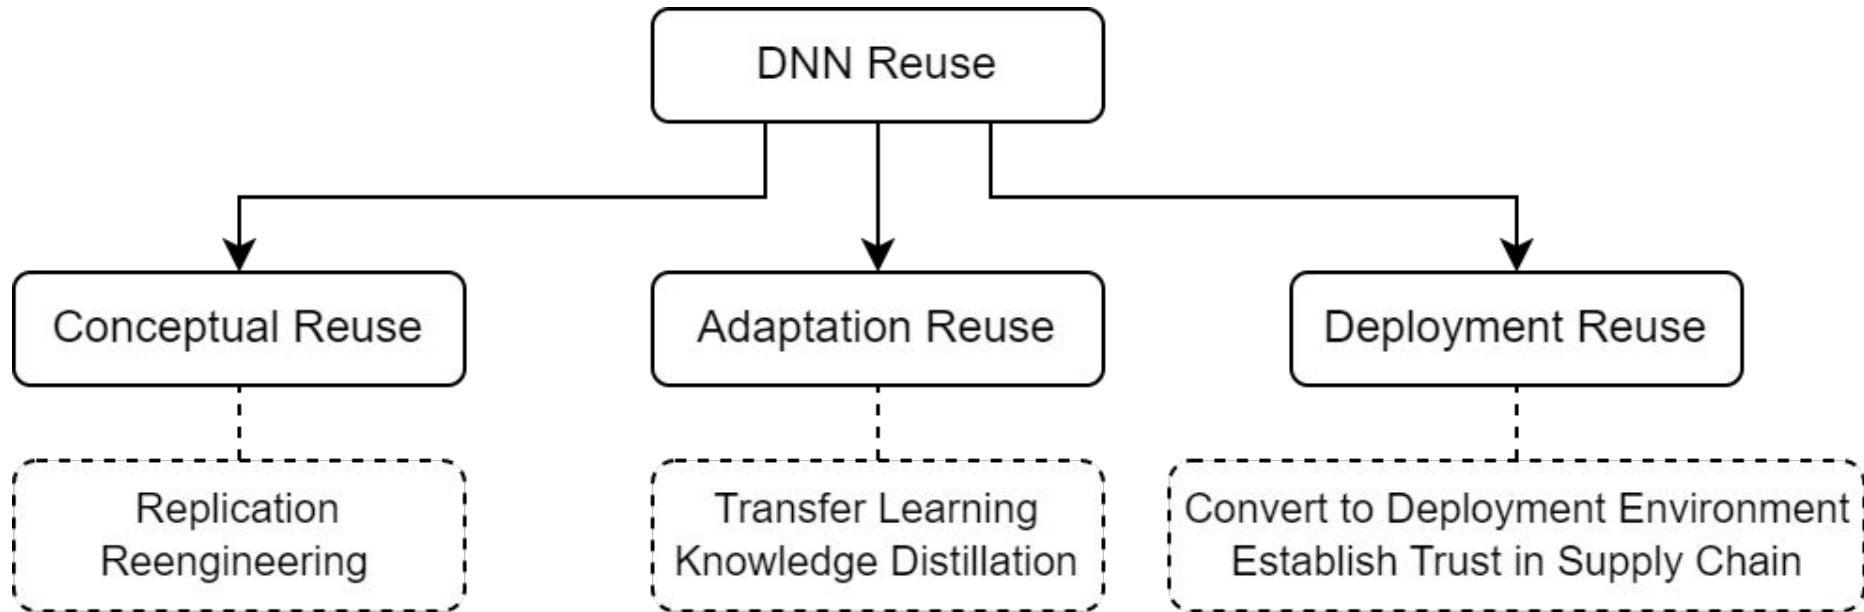 DNN Reuse
Conceptual Reuse
Adaptation Reuse
Deployment Reuse
Replication
Reengineering
Transfer Learning
Knowledge Distillation
Convert to Deployment Environment
Establish Trust in Supply Chain